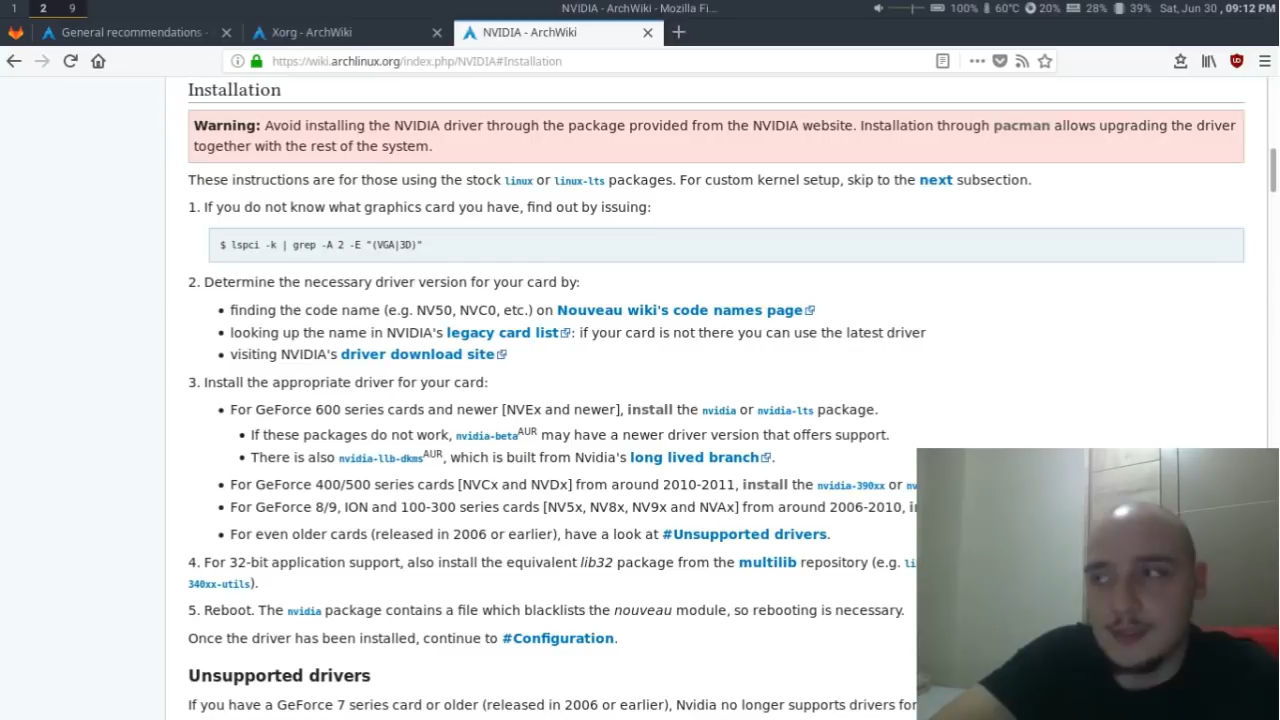 1 2 9 NVIDIA - ArchWiki - Mozilla Fi... 100% 60°C 20% 28% 39% Sat, Jun 30 , 09:12 PM
General recommendations - Xorg - ArchWiki NVIDIA - ArchWiki
https://wiki.archlinux.org/index.php/NVIDIA#Installation
Installation
Warning: Avoid installing the NVIDIA driver through the package provided from the NVIDIA website. Installation through pacman allows upgrading the driver
together with the rest of the system.
These instructions are for those using the stock linux or linux-lts packages. For custom kernel setup, skip to the next subsection.
1. If you do not know what graphics card you have, find out by issuing:
$ lspci -k | grep -A 2 -E "(VGA|3D)"
2. Determine the necessary driver version for your card by:
• finding the code name (e.g. NV50, NVC0, etc.) on Nouveau wiki's code names page
• looking up the name in NVIDIA's legacy card list: if your card is not there you can use the latest driver
• visiting NVIDIA's driver download site
3. Install the appropriate driver for your card:
• For GeForce 600 series cards and newer [NVEx and newer], install the nvidia or nvidia-lts package.
• If these packages do not work, nvidia-beta AUR may have a newer driver version that offers support.
• There is also nvidia-llb-dkms AUR, which is built from Nvidia's long lived branch.
• For GeForce 400/500 series cards [NVCx and NVDx] from around 2010-2011, install the nvidia-390xx or
• For GeForce 8/9, ION and 100-300 series cards [NV5x, NV8x, NV9x and NVAx] from around 2006-2010,
• For even older cards (released in 2006 or earlier), have a look at #Unsupported drivers.
4. For 32-bit application support, also install the equivalent lib32 package from the multilib repository (e.g.
340xx-utils).
5. Reboot. The nvidia package contains a file which blacklists the nouveau module, so rebooting is necessary.
Once the driver has been installed, continue to #Configuration.
Unsupported drivers
If you have a GeForce 7 series card or older (released in 2006 or earlier), Nvidia no longer supports drivers for